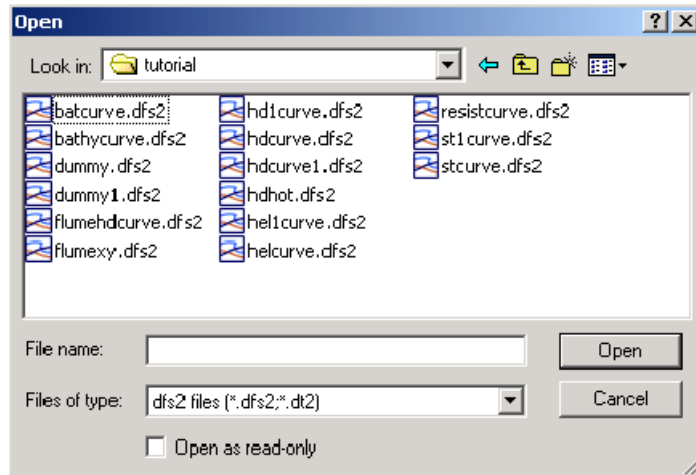 Open
Look in: tutorial
batcurve.dfs2
bathycurve.dfs2
dummy.dfs2
dummy1.dfs2
flumehdcurve.dfs2
flumexy.dfs2
hd1curve.dfs2
hdcurve.dfs2
hdcurve1.dfs2
hdhot.dfs2
hel1curve.dfs2
helcurve.dfs2
resistcurve.dfs2
st1curve.dfs2
stcurve.dfs2
File name:
Open
Files of type: dfs2 files (*.dfs2;*.dt2)
Cancel
Open as read-only